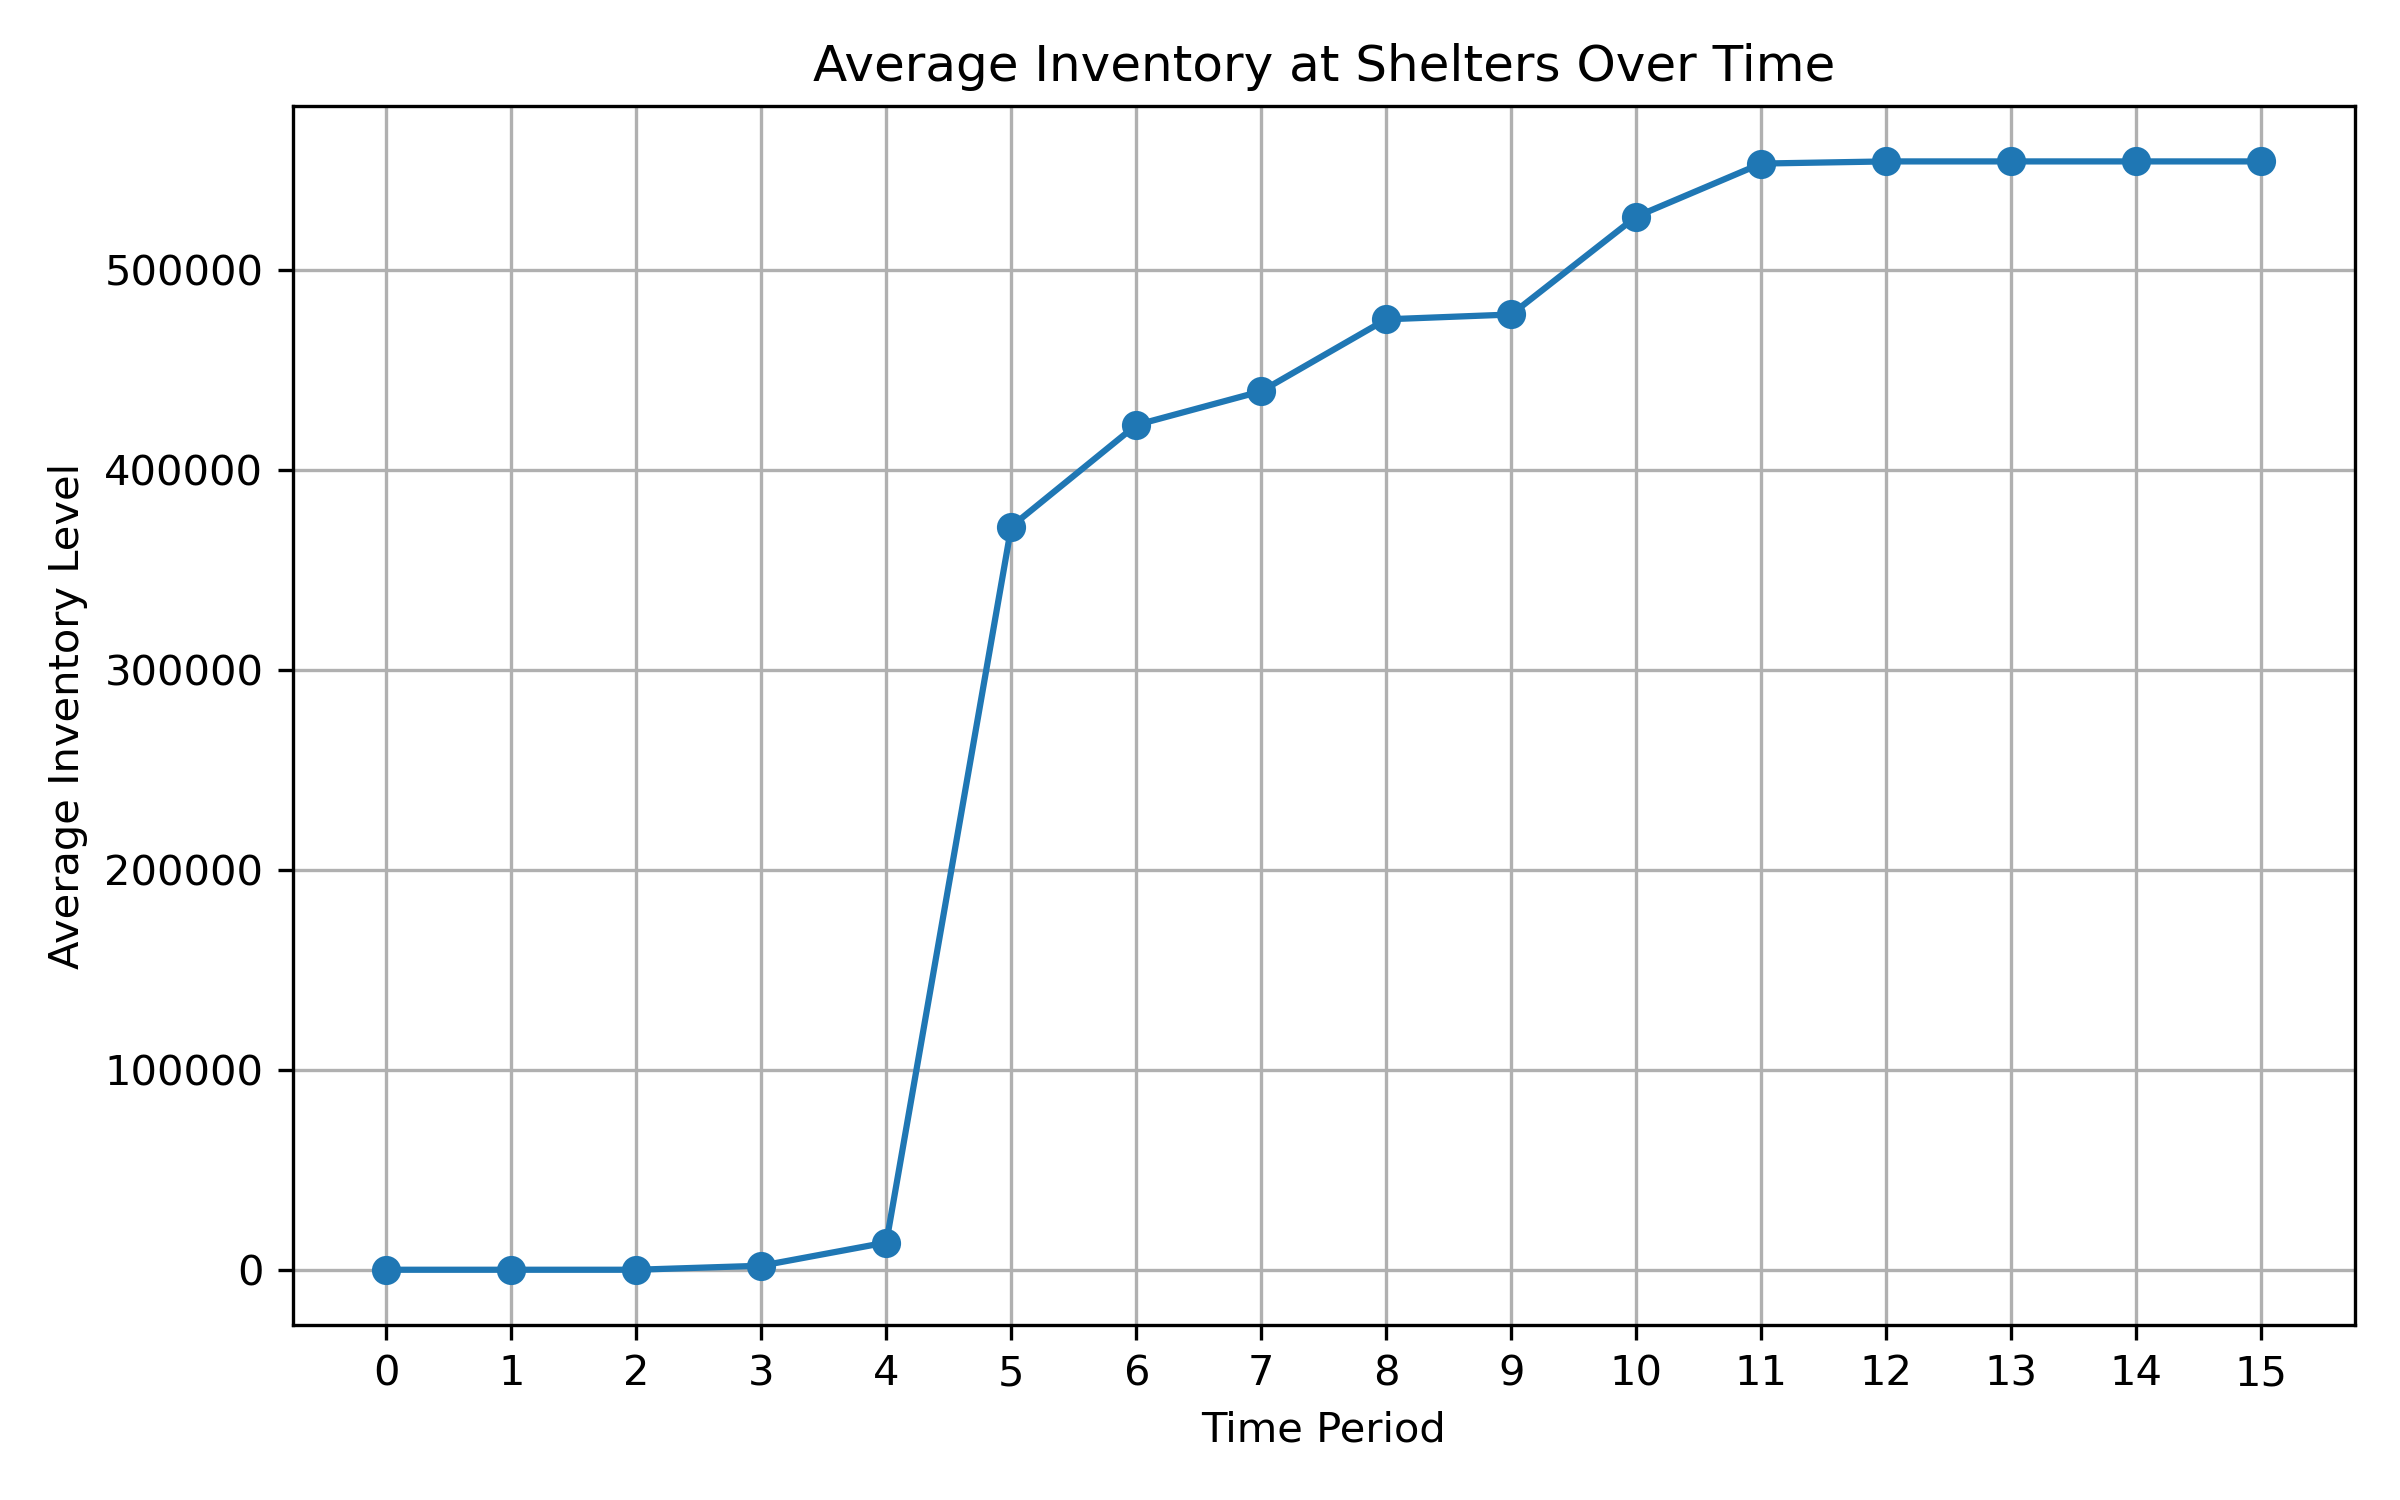 Average Inventory at Shelters Over Time
Average Inventory Level
500000
400000
300000
200000
100000
0
0 1 2 3 4 5 6 7 8 9 10 11 12 13 14 15
Time Period